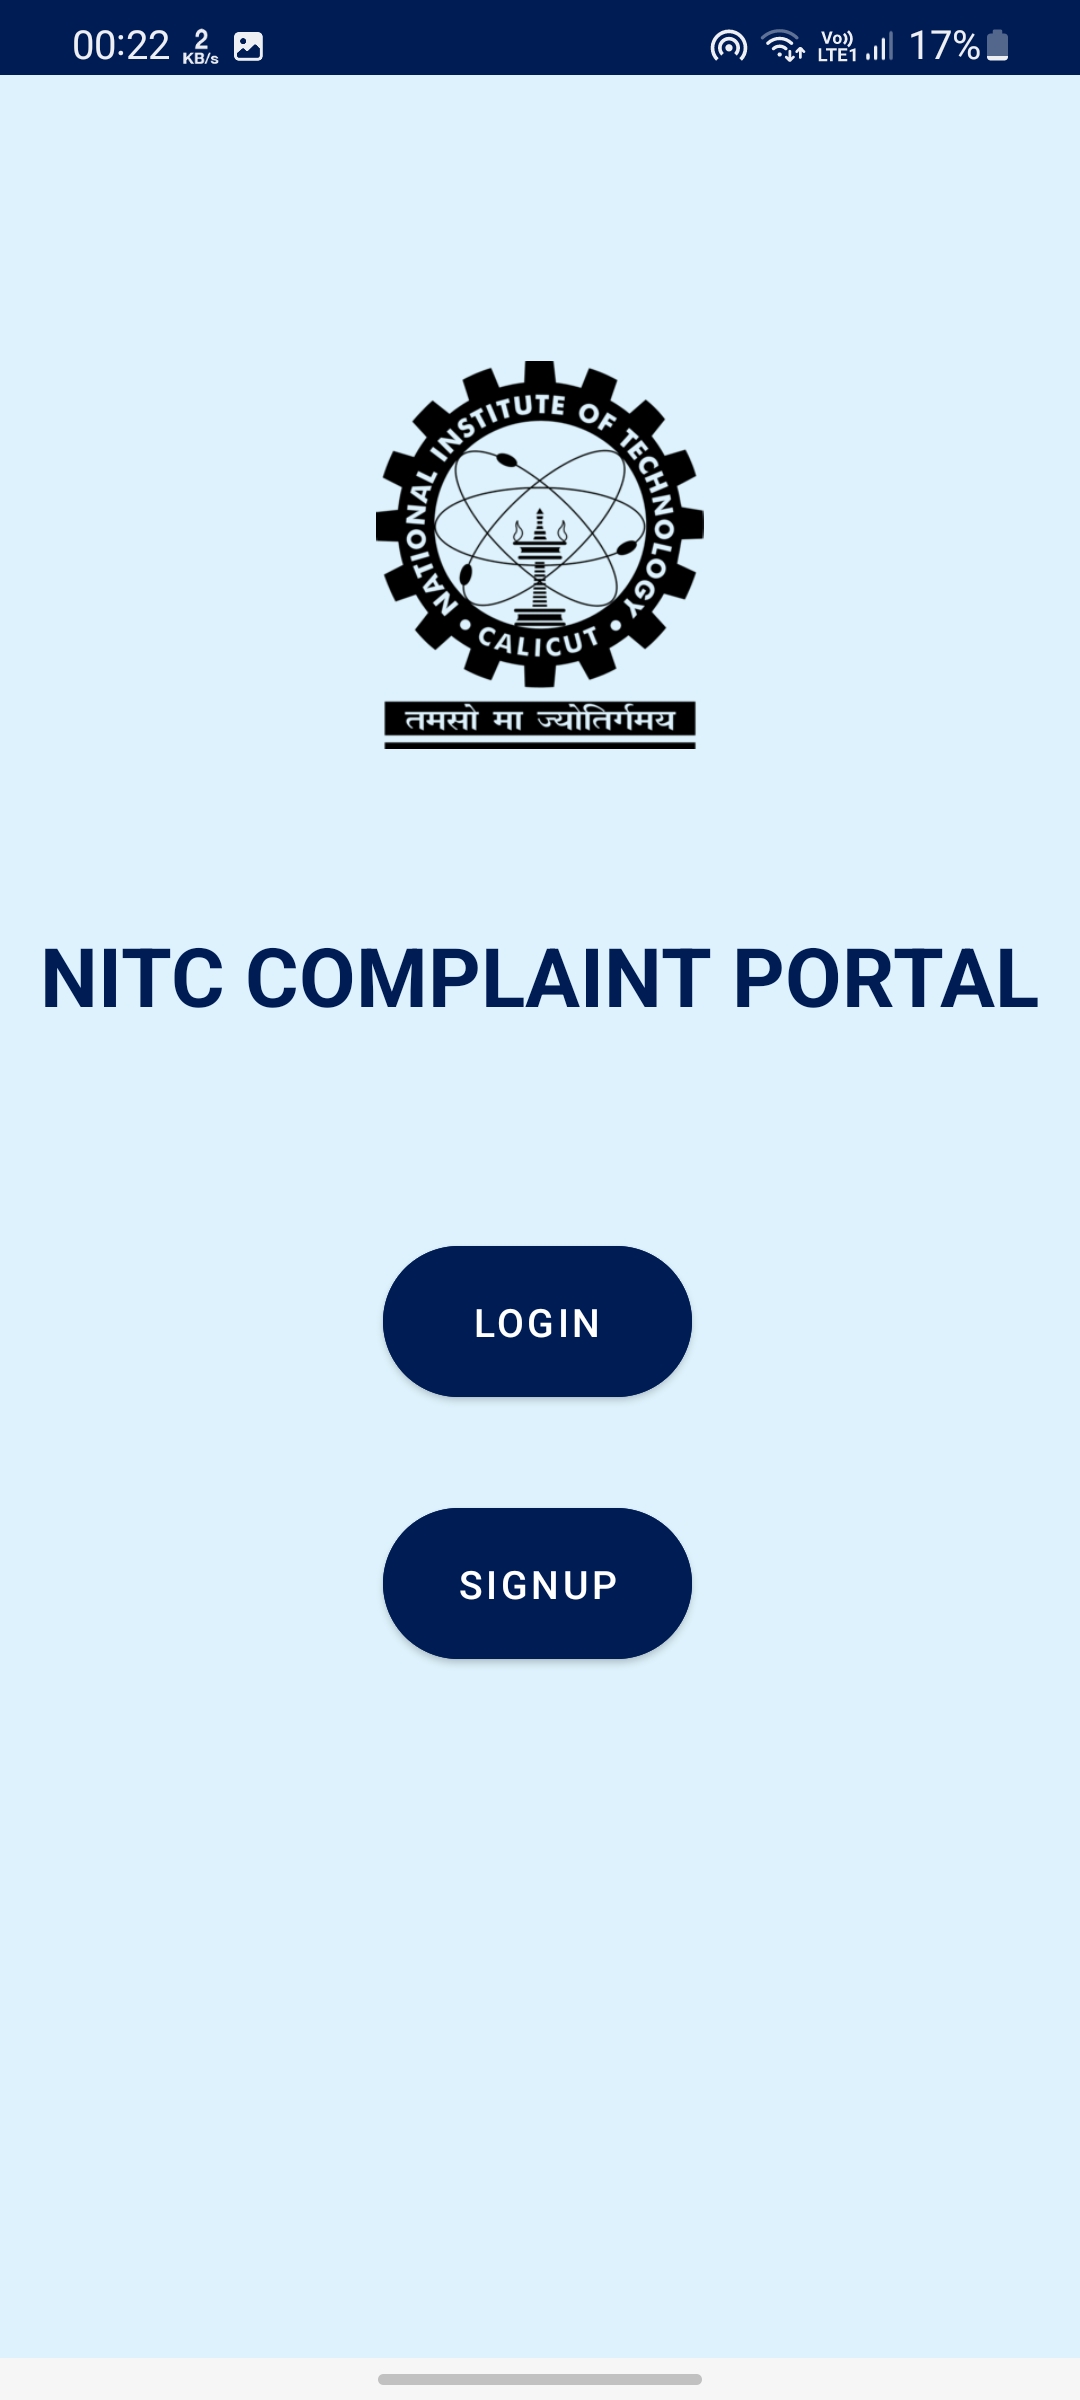 00:22 2 KB/s Vo)) LTE1 17%
NATIONAL INSTITUTE OF TECHNOLOGY
• CALICUT •
तमसो मा ज्योतिर्गमय
NITC COMPLAINT PORTAL
LOGIN
SIGNUP